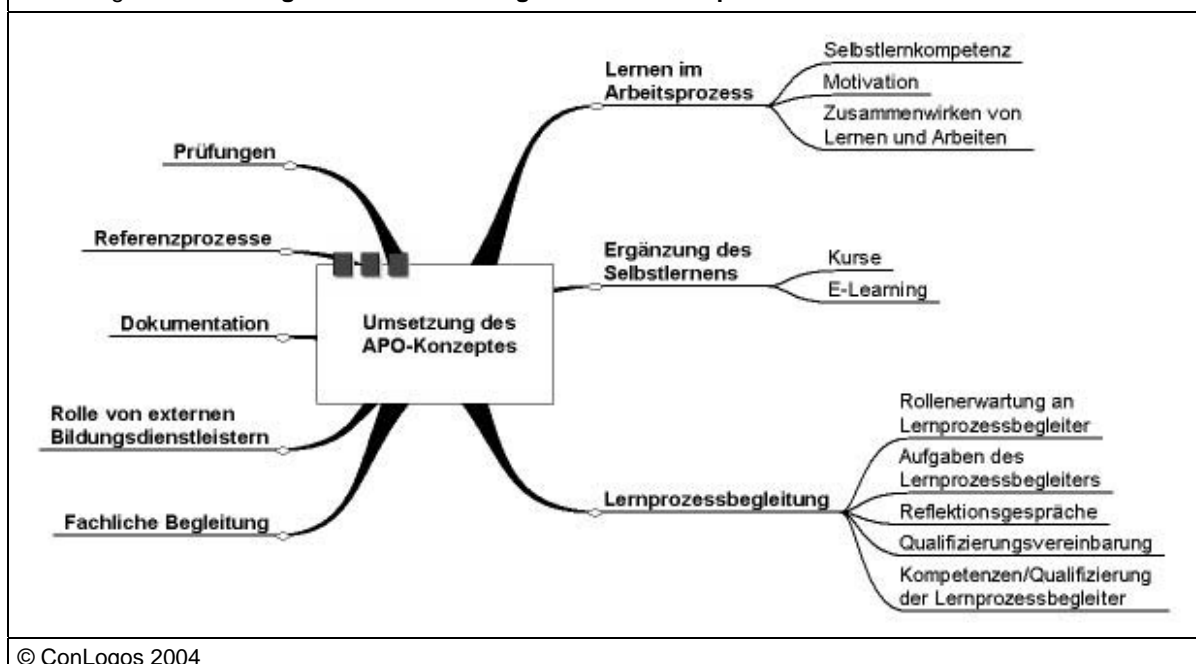 Lernen im
Arbeitsprozess
Selbstlernkompetenz
Motivation
Zusammenwirken von
Lernen und Arbeiten
Prüfungen
Referenzprozesse
Dokumentation
Rolle von externen
Bildungsdienstleistern
Fachliche Begleitung
Umsetzung des
APO-Konzeptes
Ergänzung des
Selbstlernens
Kurse
E-Learning
Lernprozessbegleitung
Rollenerwartung an
Lernprozessbegleiter
Aufgaben des
Lernprozessbegleiters
Reflektionsgespräche
Qualifizierungsvereinbarung
Kompetenzen/Qualifizierung
der Lernprozessbegleiter
© ConLogos 2004